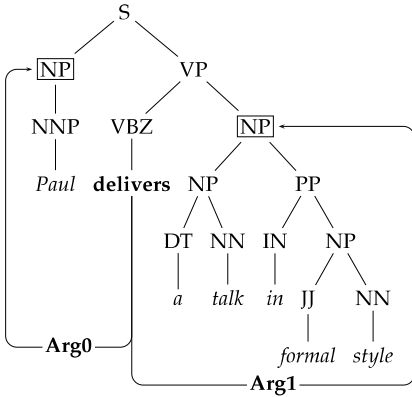 S
NP VP
NNP VBZ NP
Paul delivers NP PP
DT NN IN NP
a talk in JJ NN
Arg0 formal style
Arg1